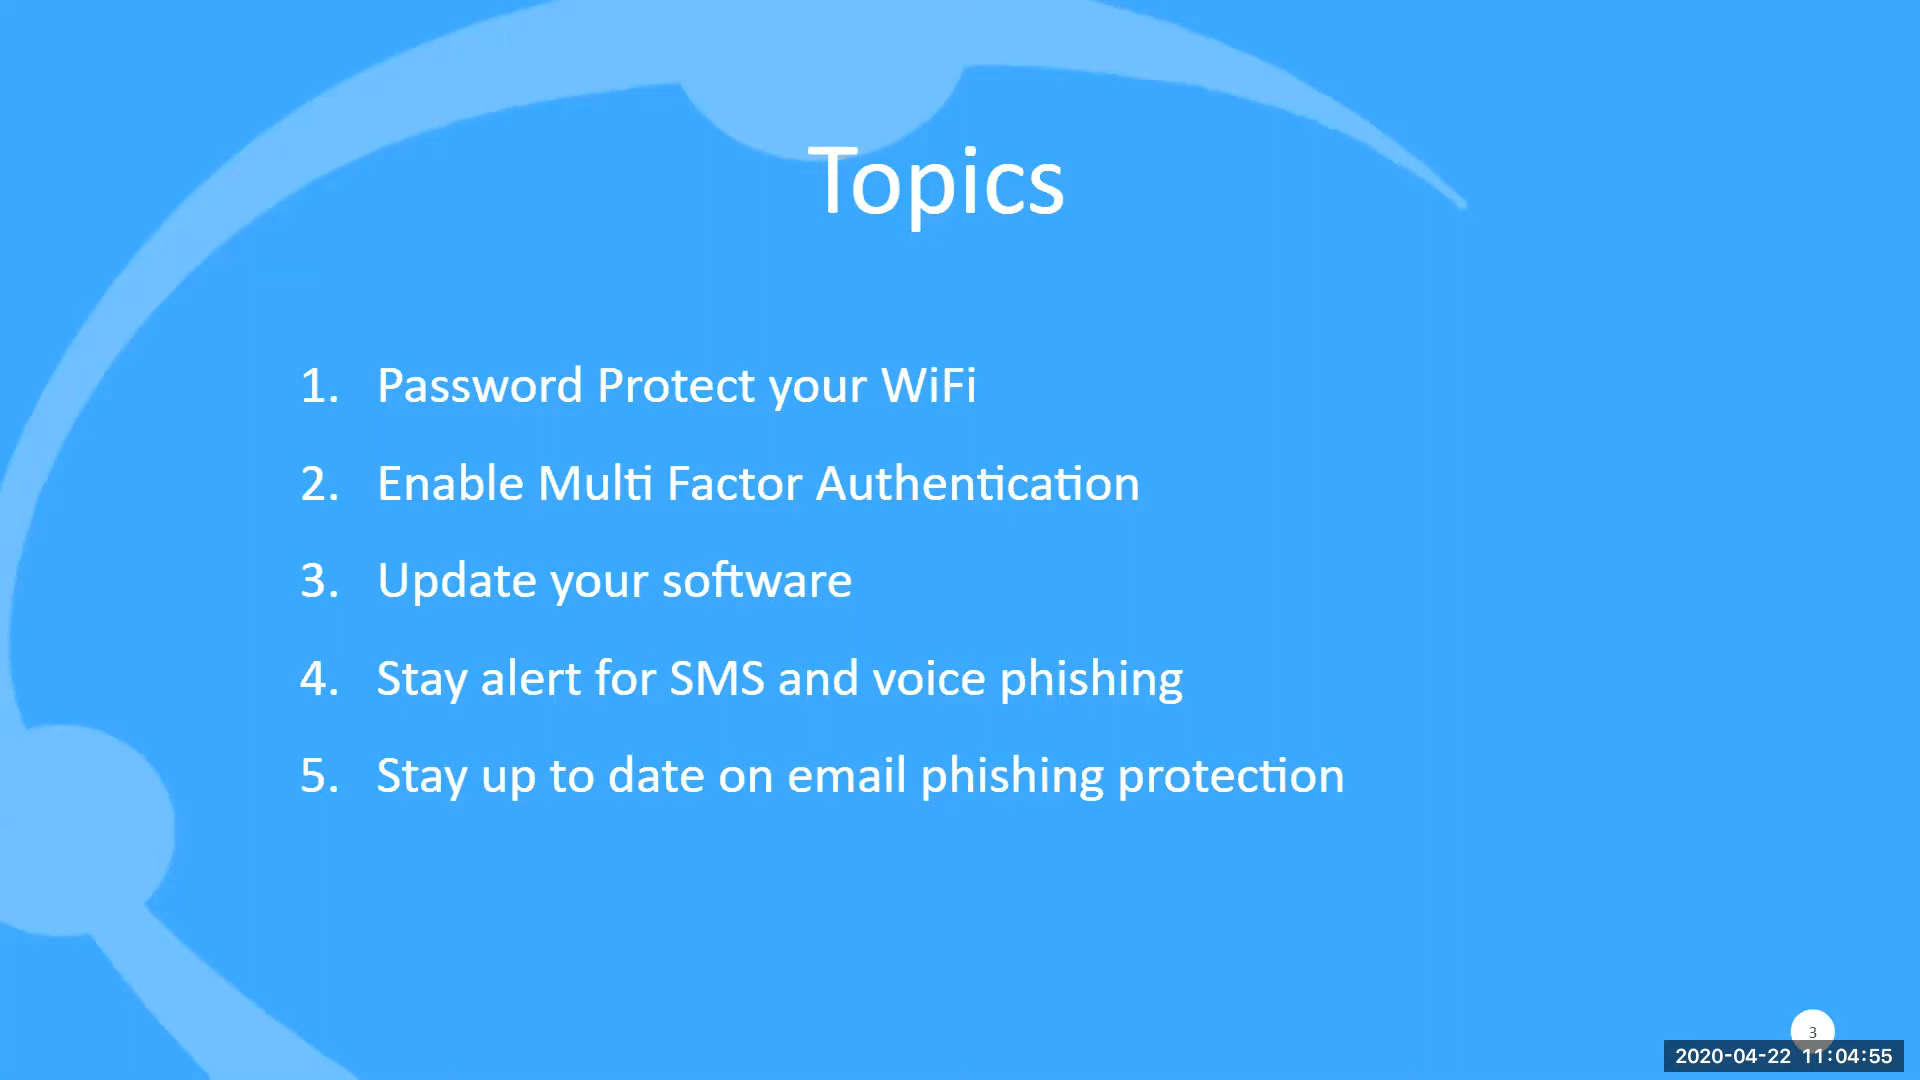 Topics
1. Password Protect your WiFi
2. Enable Multi Factor Authentication
3. Update your software
4. Stay alert for SMS and voice phishing
5. Stay up to date on email phishing protection
3
2020-04-22 11:04:55